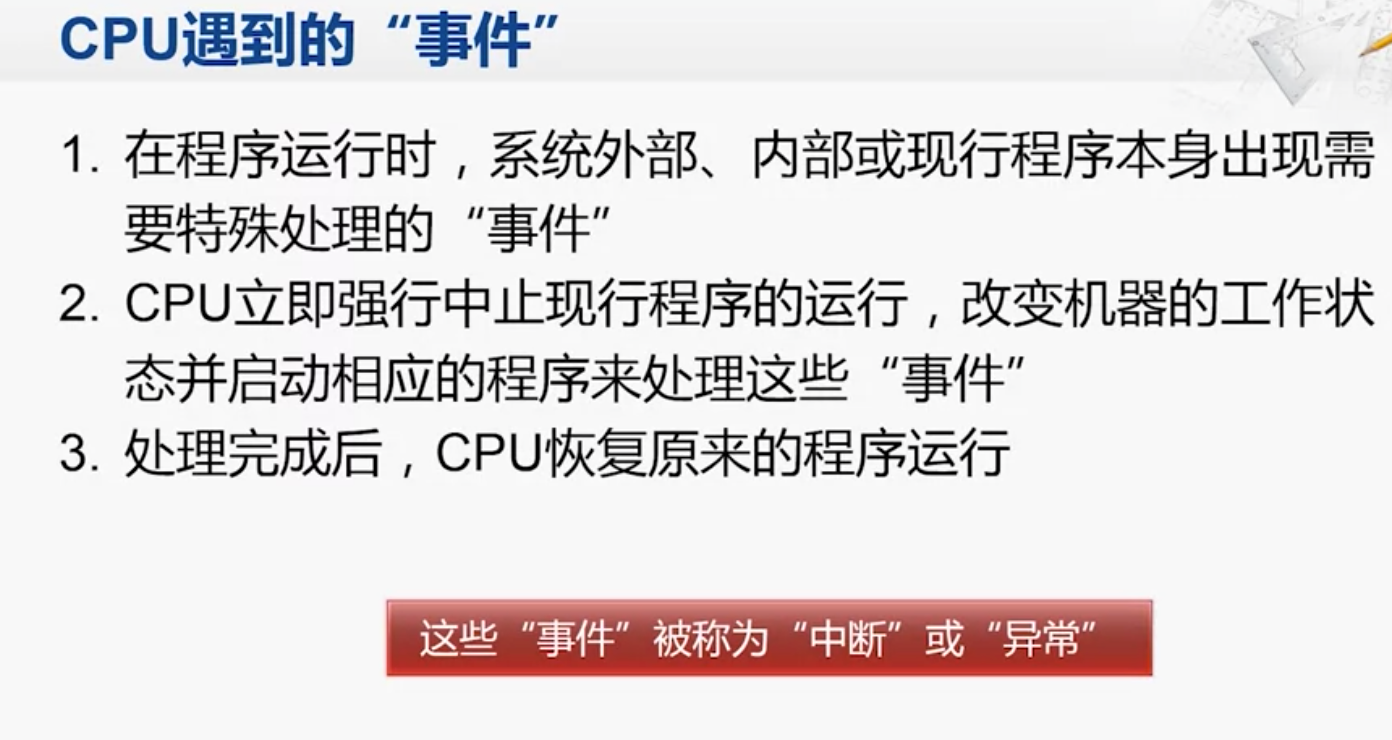 CPU遇到的“事件”
1. 在程序运行时，系统外部、内部或现行程序本身出现需
要特殊处理的“事件”
2. CPU立即强行中止现行程序的运行，改变机器的工作状
态并启动相应的程序来处理这些“事件”
3. 处理完成后，CPU恢复原来的程序运行
这些“事件”被称为“中断”或“异常”